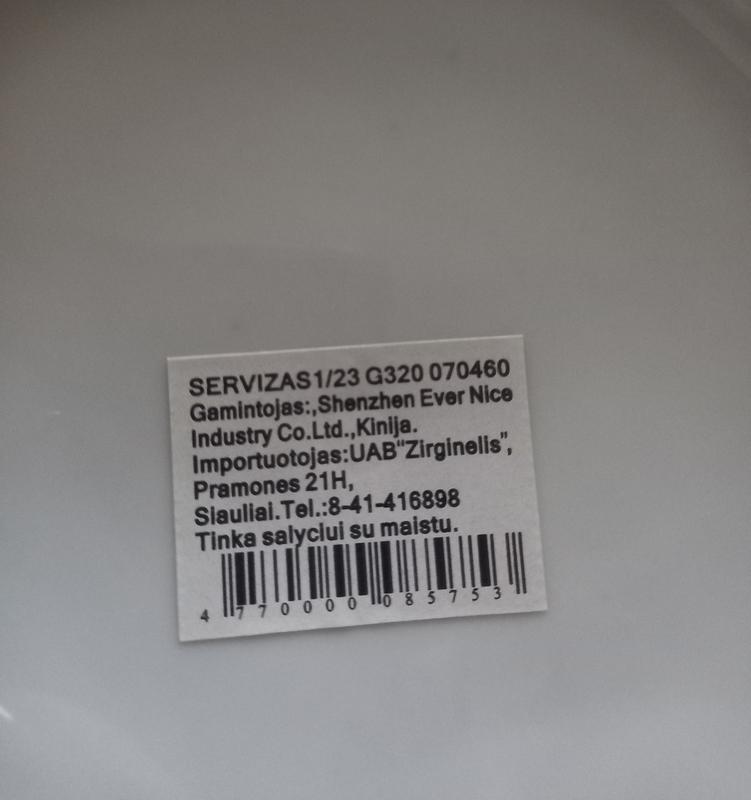 SERVIZAS1/23 G320 070460
Gamintojas:,Shenzhen Ever Nice
Industry Co.Ltd.,Kinija.
Importuotojas:UAB"Zirginelis",
Pramones 21H,
Siauliai.Tel.:8-41-416898
Tinka salyciui su maistu.
4 770000 085753